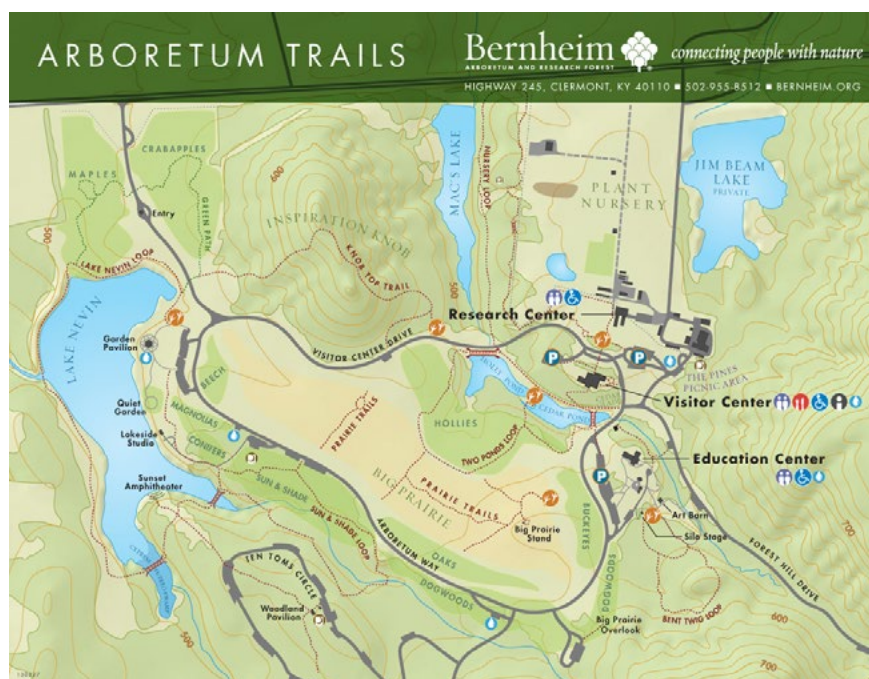 ARBORETUM TRAILS
Bernheim
ARBORETUM AND RESEARCH FOREST
connecting people with nature
HIGHWAY 245, CLERMONT, KY 40110 ■ 502-955-8512 ■ BERNHEIM.ORG
CRABAPPLES
MAPLES
GREEN PATH
Entry
600
INSPIRATION KNOB
KNOB TOP TRAIL
MAC'S LAKE
NURSERY LOOP
PLANT
NURSERY
JIM BEAM
LAKE
PRIVATE
500
LAKE NEVIN LOOP
LAKE NEVIN
500
Research Center
Garden
Pavilion
VISITOR CENTER DRIVE
P
P
THE PINES
PICNIC AREA
BEECH
HOLLY POND
CEDAR POND
Visitor Center
Quiet
Garden
MAGNOLIAS
PRAIRIE TRAILS
HOLLIES
Lakeside
Studio
CONIFERS
TWO PONDS LOOP
Education Center
P
Sunset
Amphitheater
SUN & SHADE
BIG PRAIRIE
PRAIRIE TRAILS
SUN & SHADE LOOP
Big Prairie
Stand
BUCKEYES
Art Barn
Silo Stage
700
ARBORETUM WAY
OAKS
FOREST HILL DRIVE
TEN TOMS CIRCLE
DOGWOODS
DOGWOODS
Woodland
Pavilion
BENT TWIG LOOP
600
Big Prairie
Overlook
500
700